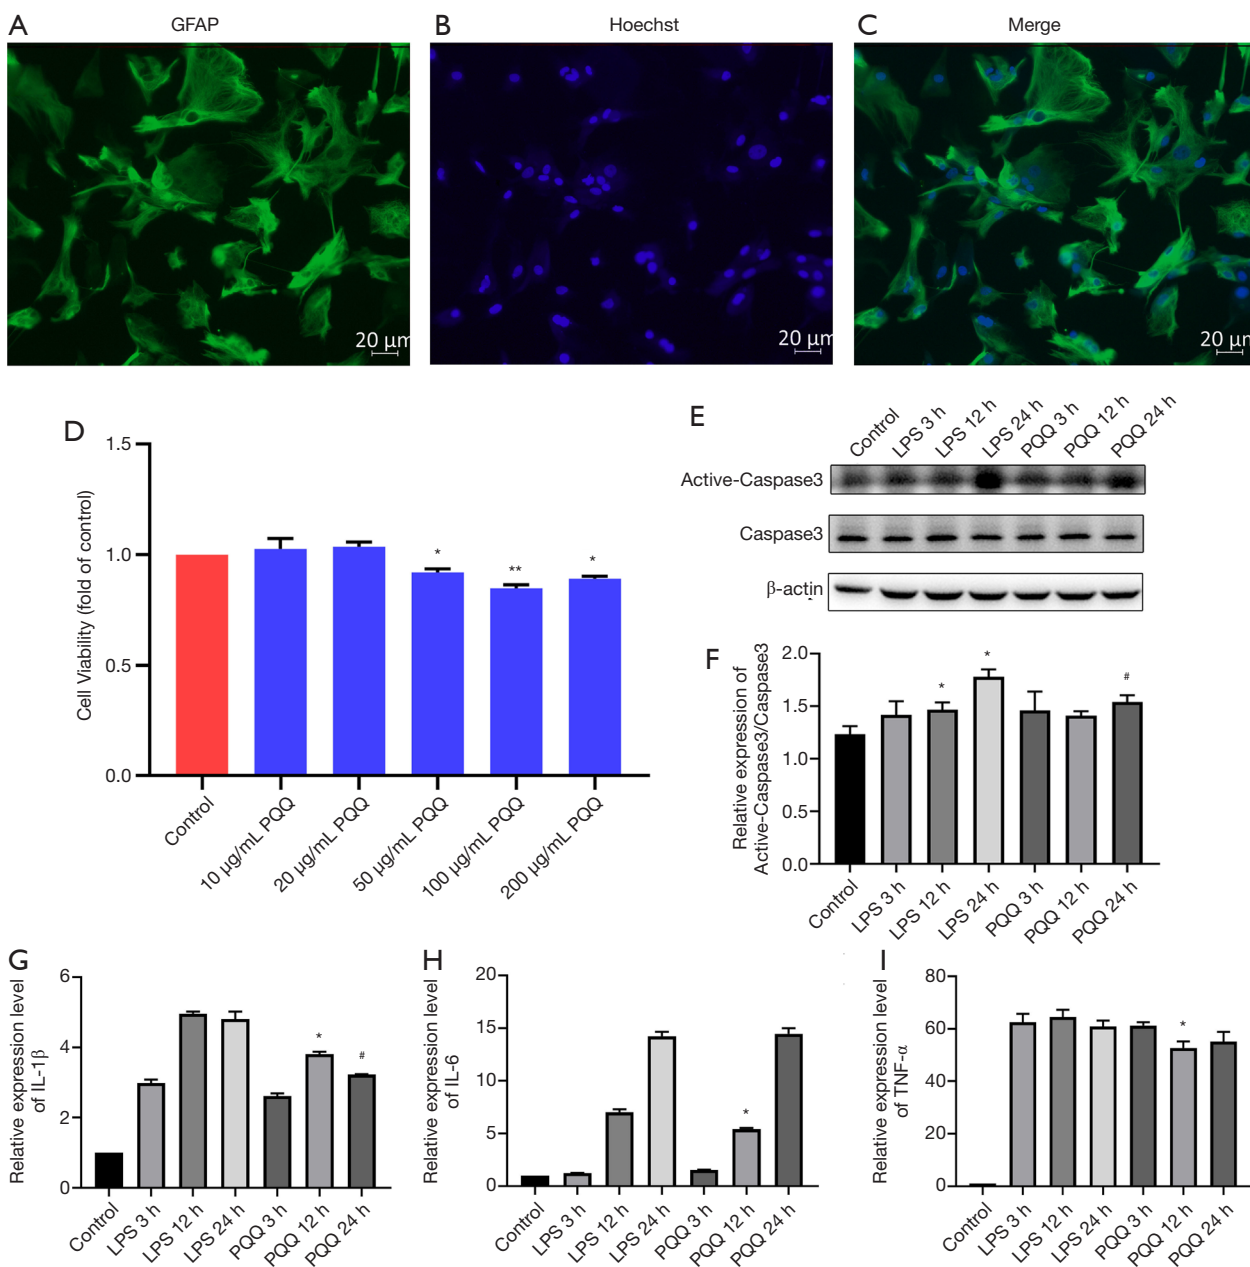 A GFAP
B Hoechst
C Merge
20 µm
20 µm
20 µm
D
Cell Viability (fold of control)
1.5
1.0
0.5
0.0
*
**
*
Control
10 µg/mL PQQ
20 µg/mL PQQ
50 µg/mL PQQ
100 µg/mL PQQ
200 µg/mL PQQ
E
Control
LPS 3 h
LPS 12 h
LPS 24 h
PQQ 3 h
PQQ 12 h
PQQ 24 h
Active-Caspase3
Caspase3
β-actin
F
Relative expression of
Active-Caspase3/Caspase3
2.0
1.5
1.0
0.5
0.0
*
*
#
Control
LPS 3 h
LPS 12 h
LPS 24 h
PQQ 3 h
PQQ 12 h
PQQ 24 h
G
Relative expression level
of IL-1β
6
4
2
0
*
#
Control
LPS 3 h
LPS 12 h
LPS 24 h
PQQ 3 h
PQQ 12 h
PQQ 24 h
H
Relative expression level
of IL-6
20
15
10
5
0
*
Control
LPS 3 h
LPS 12 h
LPS 24 h
PQQ 3 h
PQQ 12 h
PQQ 24 h
I
Relative expression level
of TNF-α
80
60
40
20
0
*
Control
LPS 3 h
LPS 12 h
LPS 24 h
PQQ 3 h
PQQ 12 h
PQQ 24 h